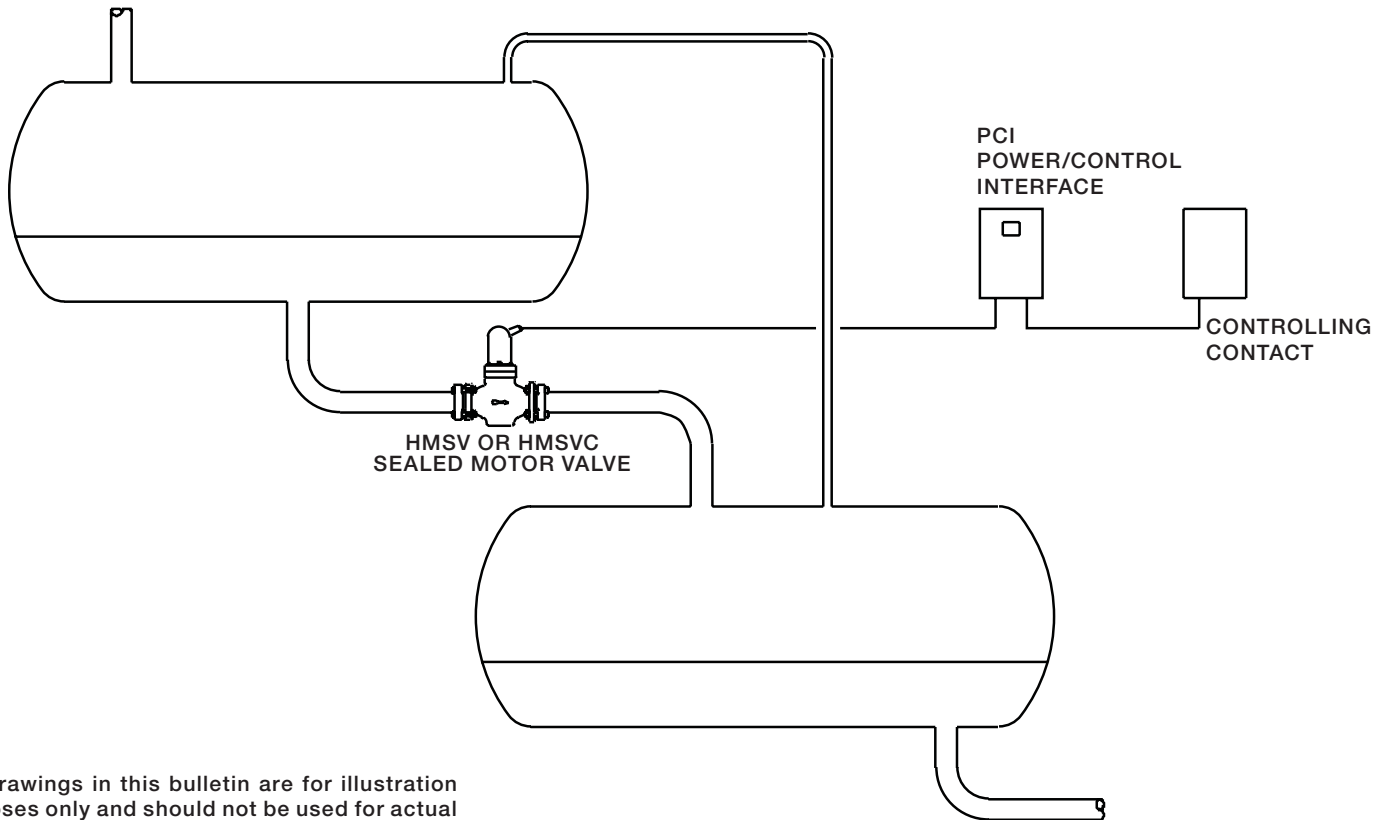 PCI
POWER/CONTROL
INTERFACE
CONTROLLING
CONTACT
HMSV OR HMSVC
SEALED MOTOR VALVE
rawings in this bulletin are for illustration
oses only and should not be used for actual